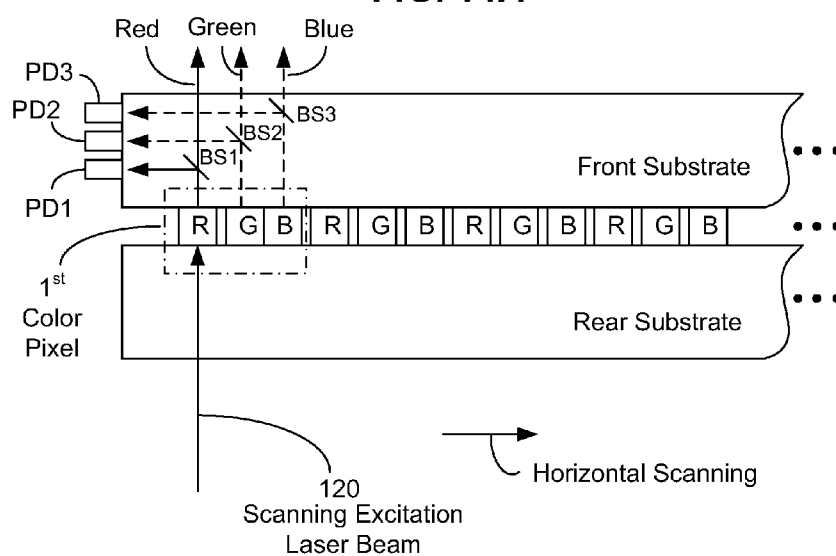 Red
Green
Blue
PD3
PD2
PD1
BS3
BS2
BS1
Front Substrate
R G B R G B R G B R G B
1st
Color
Pixel
Rear Substrate
Horizontal Scanning
120
Scanning Excitation
Laser Beam